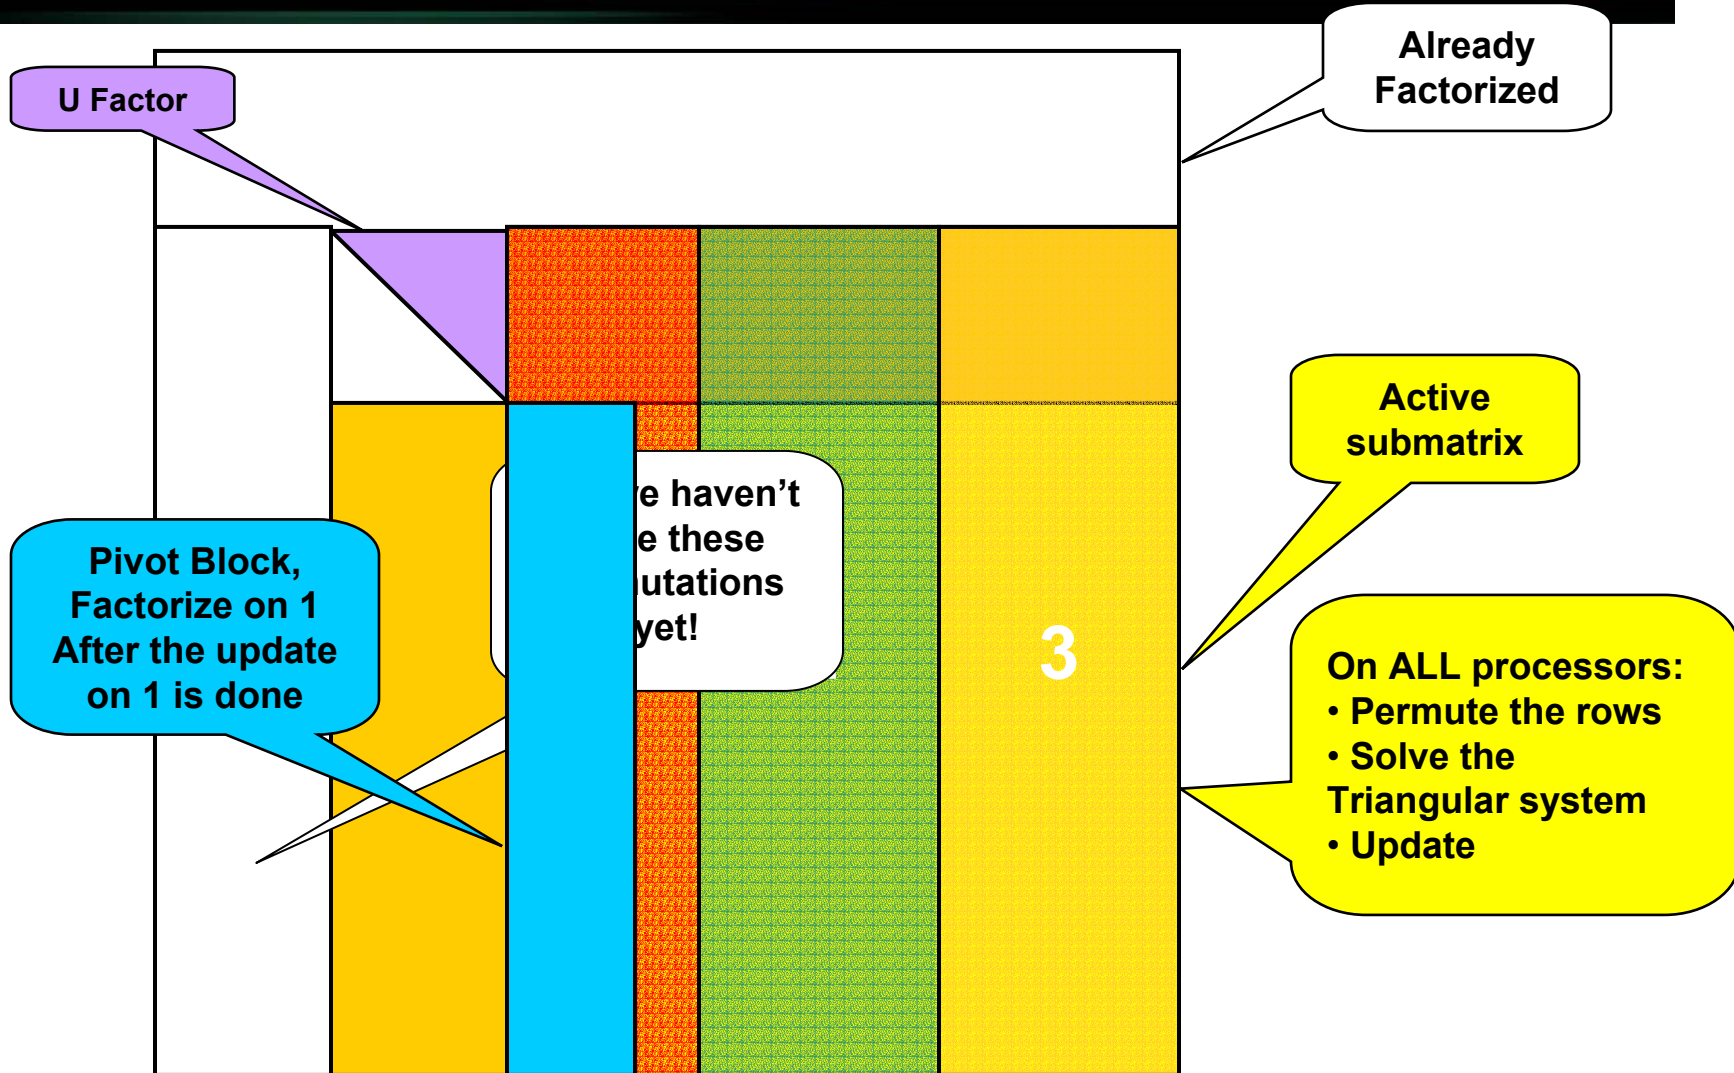 Already
Factorized
U Factor
Active
submatrix
haven't
these
yet!
Pivot Block,
Factorize on 1
After the update
on 1 is done
3
On ALL processors:
• Permute the rows
• Solve the
Triangular system
• Update